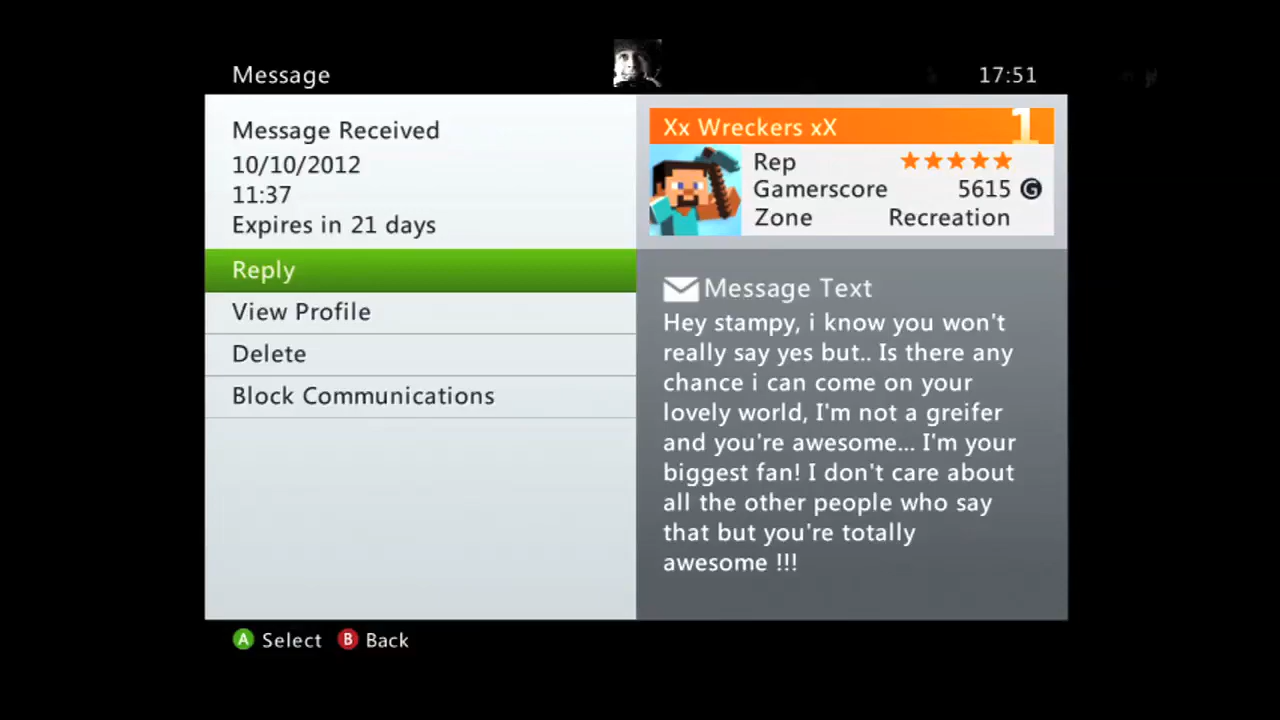 Message
17:51
Message Received
10/10/2012
11:37
Expires in 21 days
Reply
View Profile
Delete
Block Communications
Xx Wreckers xX
1
Rep
Gamerscore 5615 G
Zone Recreation
Message Text
Hey stampy, i know you won't
really say yes but.. Is there any
chance i can come on your
lovely world, I'm not a greifer
and you're awesome... I'm your
biggest fan! I don't care about
all the other people who say
that but you're totally
awesome !!!
A Select B Back